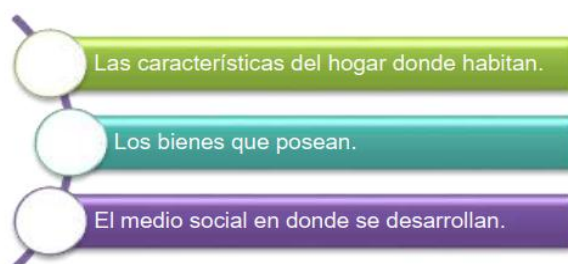 Las características del hogar donde habitan.
Los bienes que posean.
El medio social en donde se desarrollan.